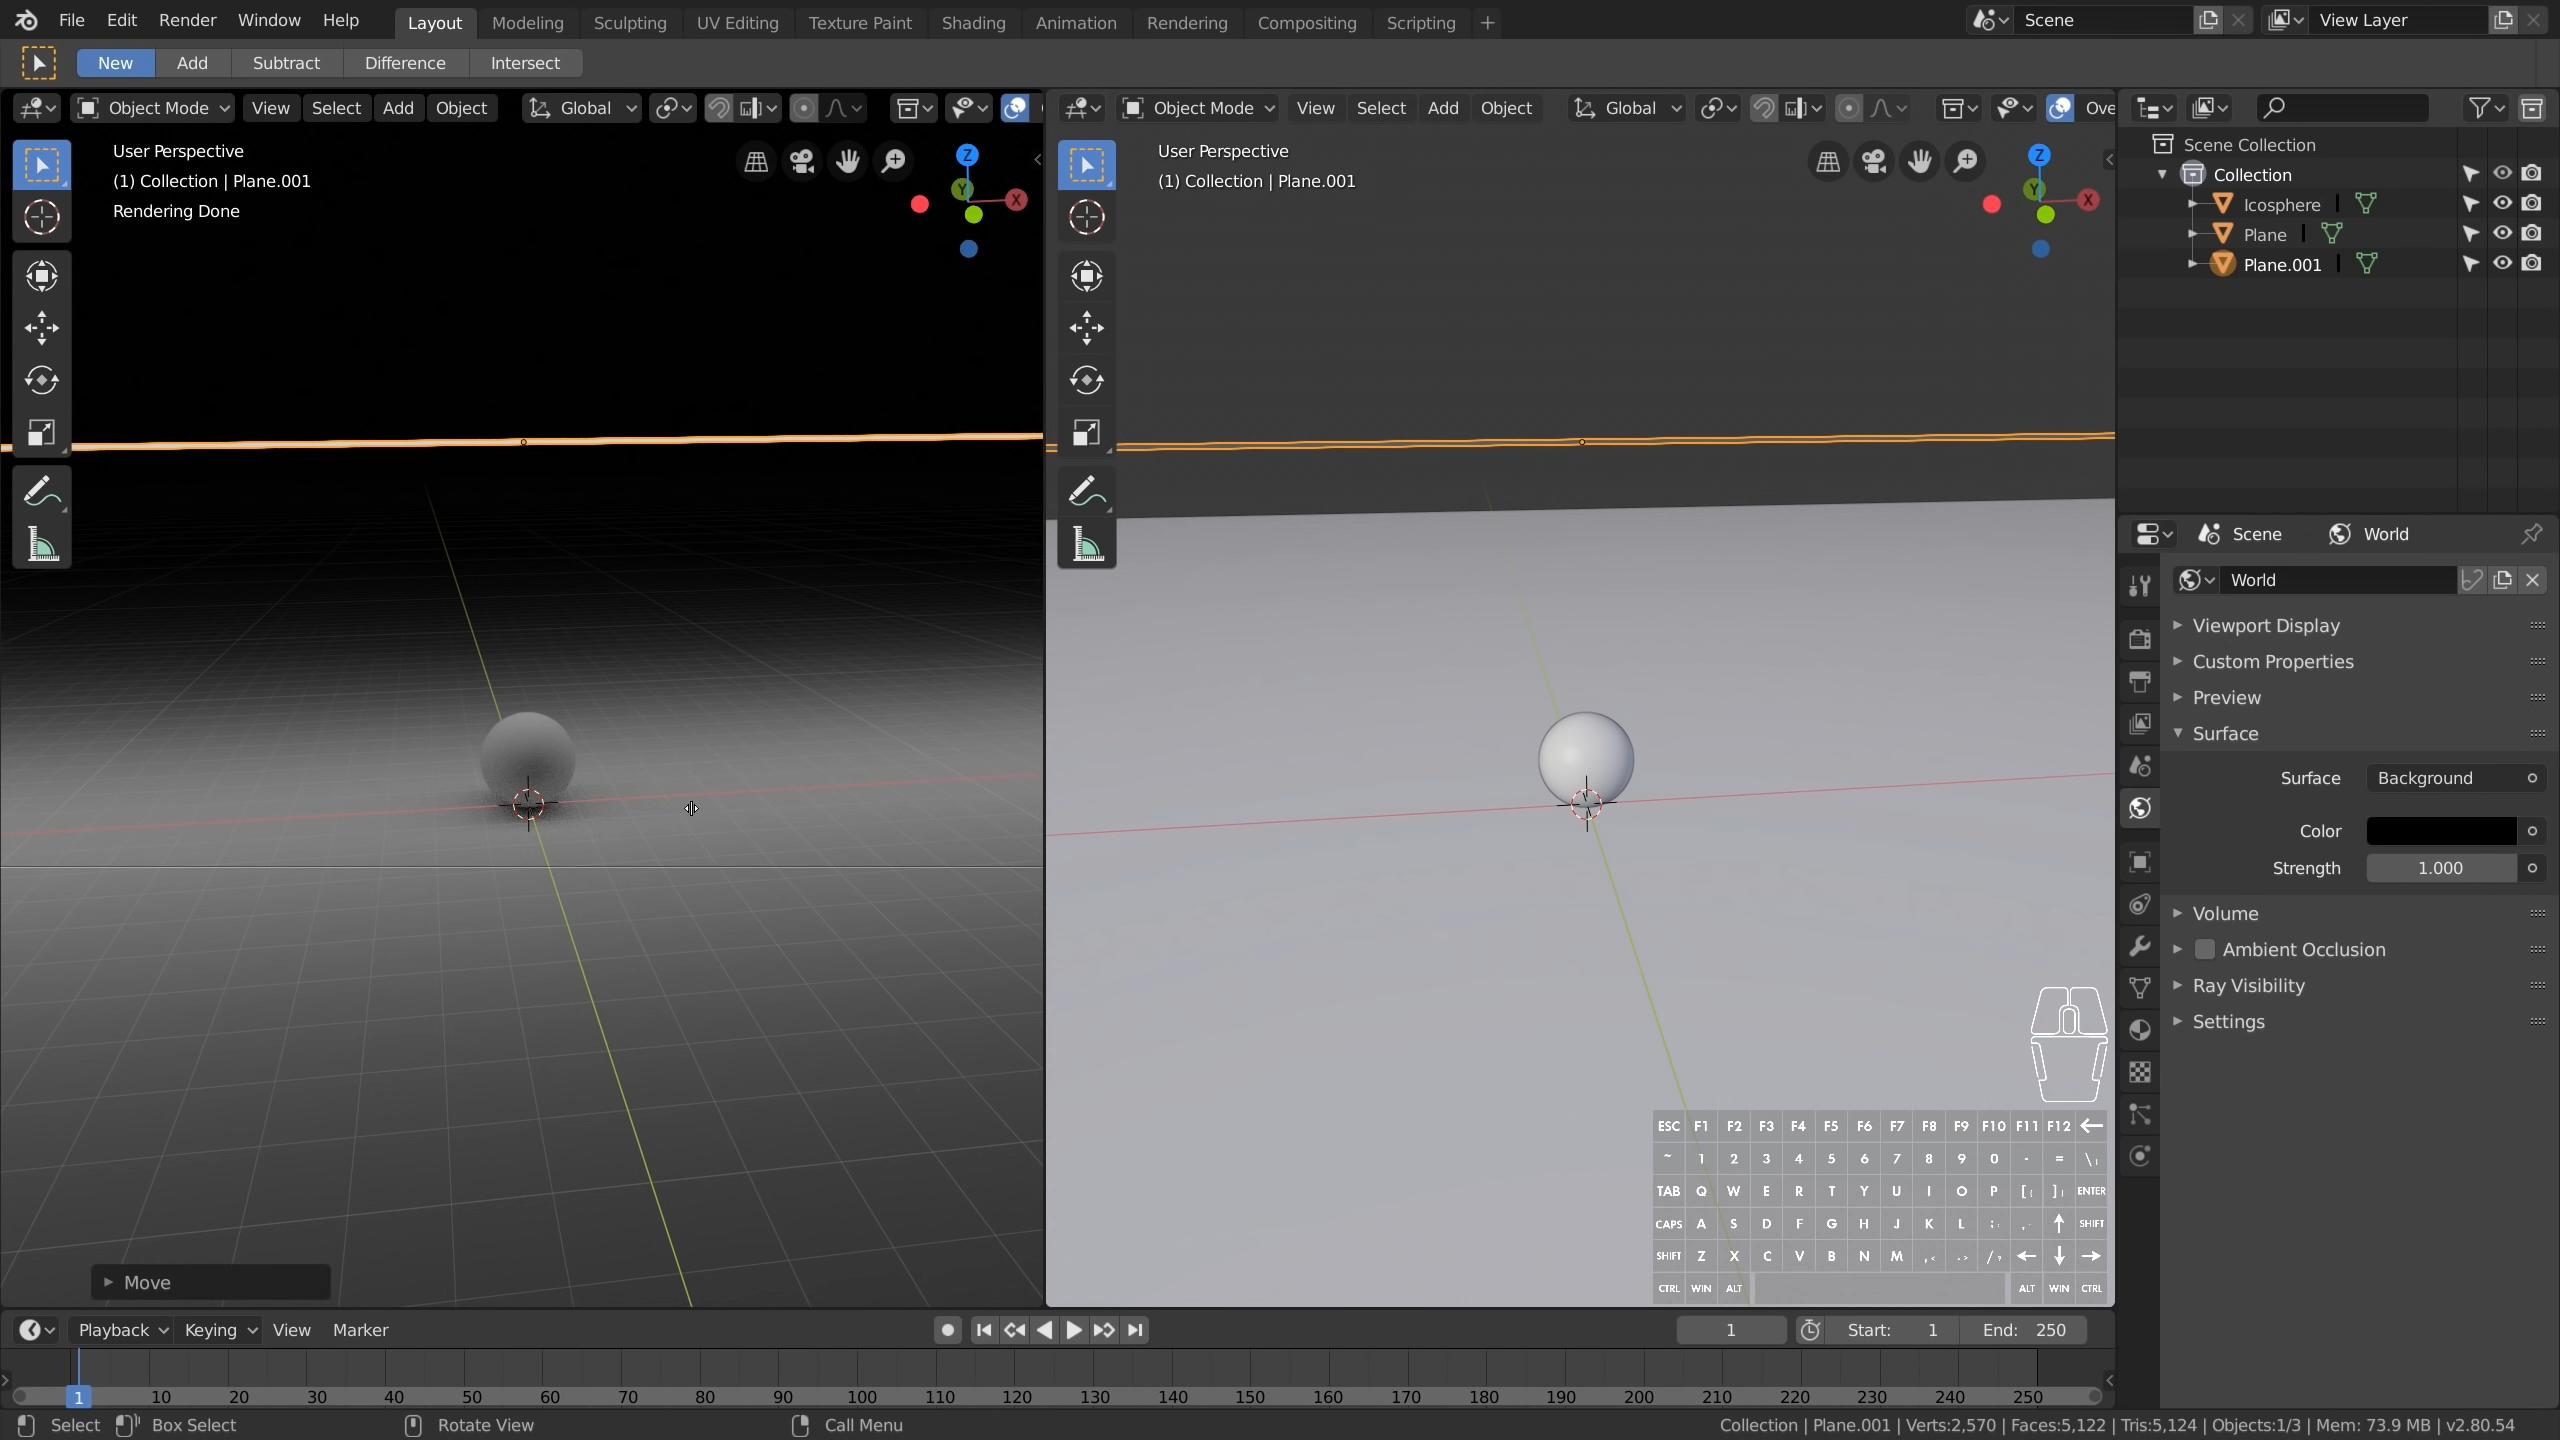 File Edit Render Window Help Layout Modeling Sculpting UV Editing Texture Paint Shading Animation Rendering Compositing Scripting + Scene View Layer
New Add Subtract Difference Intersect
Object Mode View Select Add Object Global
Object Mode View Select Add Object Global Ove
User Perspective
(1) Collection | Plane.001
Rendering Done
Z
Y
X
User Perspective
(1) Collection | Plane.001
Z
Y
X
Scene Collection
Collection
Icosphere
Plane
Plane.001
Scene World
World
Viewport Display
Custom Properties
Preview
Surface
Surface Background
Color
Strength 1.000
Volume
Ambient Occlusion
Ray Visibility
Settings
ESC F1 F2 F3 F4 F5 F6 F7 F8 F9 F10 F11 F12
~ 1 2 3 4 5 6 7 8 9 0 - = \
TAB Q W E R T Y U I O P [ ] ENTER
CAPS A S D F G H J K L ; SHIFT
SHIFT Z X C V B N M , . /
CTRL WIN ALT ALT WIN CTRL
Move
Playback Keying View Marker 1 Start: 1 End: 250
1 10 20 30 40 50 60 70 80 90 100 110 120 130 140 150 160 170 180 190 200 210 220 230 240 250
Select Box Select Rotate View Call Menu Collection | Plane.001 | Verts:2,570 | Faces:5,122 | Tris:5,124 | Objects:1/3 | Mem: 73.9 MB | v2.80.54